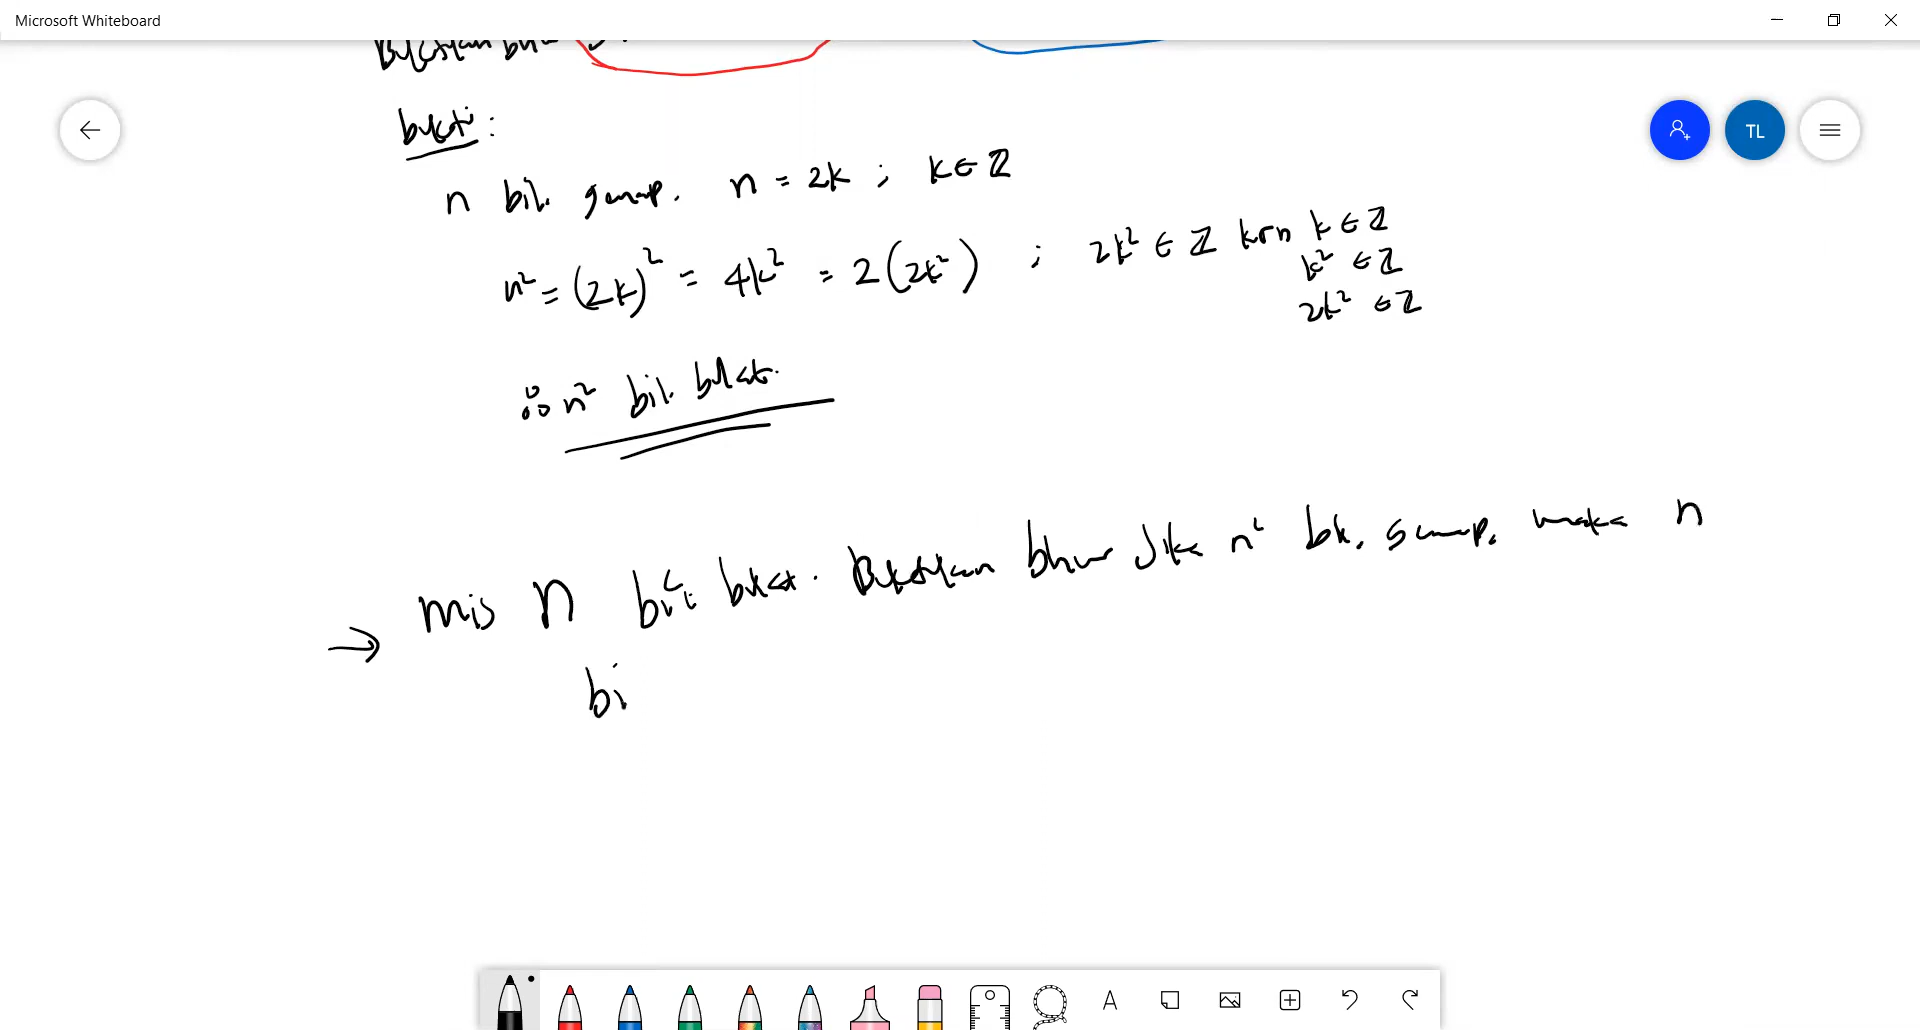 Microsoft Whiteboard
TL
bukti :
n bil. genap. n = 2k ; k ∈ ℤ
n² = (2k)² = 4k² = 2(2k²) ; 2k² ∈ ℤ krn k ∈ ℤ
k² ∈ ℤ
2k² ∈ ℤ
∴ n² bil. bulat.
→ mis n bil. bulat. Buktikan bhw Jika n² bil. genap. maka n
bi
A